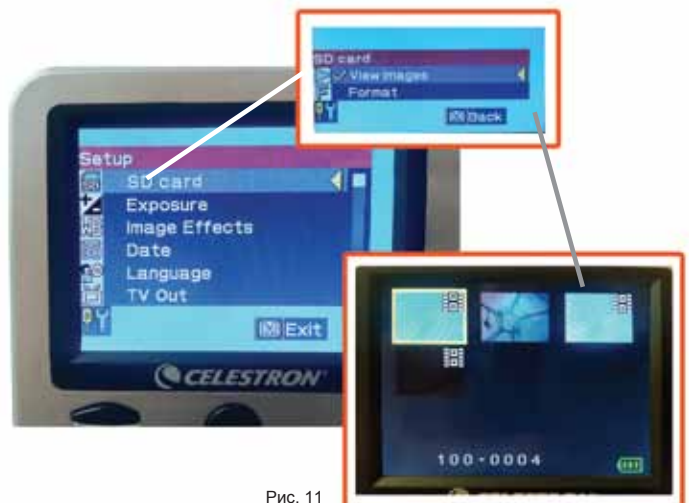 SD card
View images
Format
Back
Setup
SD card
Exposure
Image Effects
Date
Language
TV Out
Exit
CELESTRON
100-0004
Рис. 11